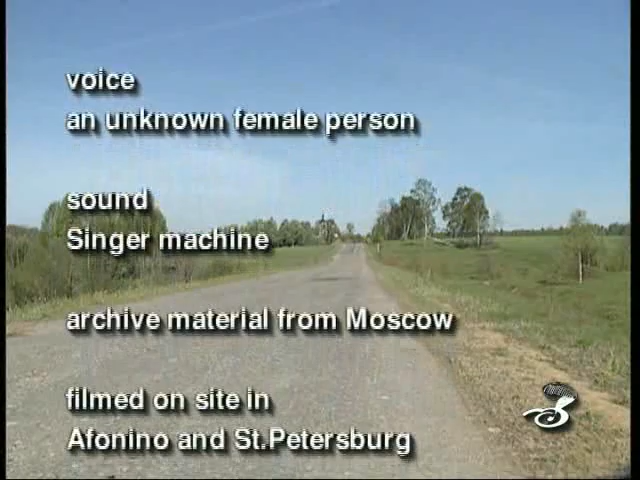 voice
an unknown female person
sound
Singer machine
archive material from Moscow
filmed on site in
Afonino and St.Petersburg